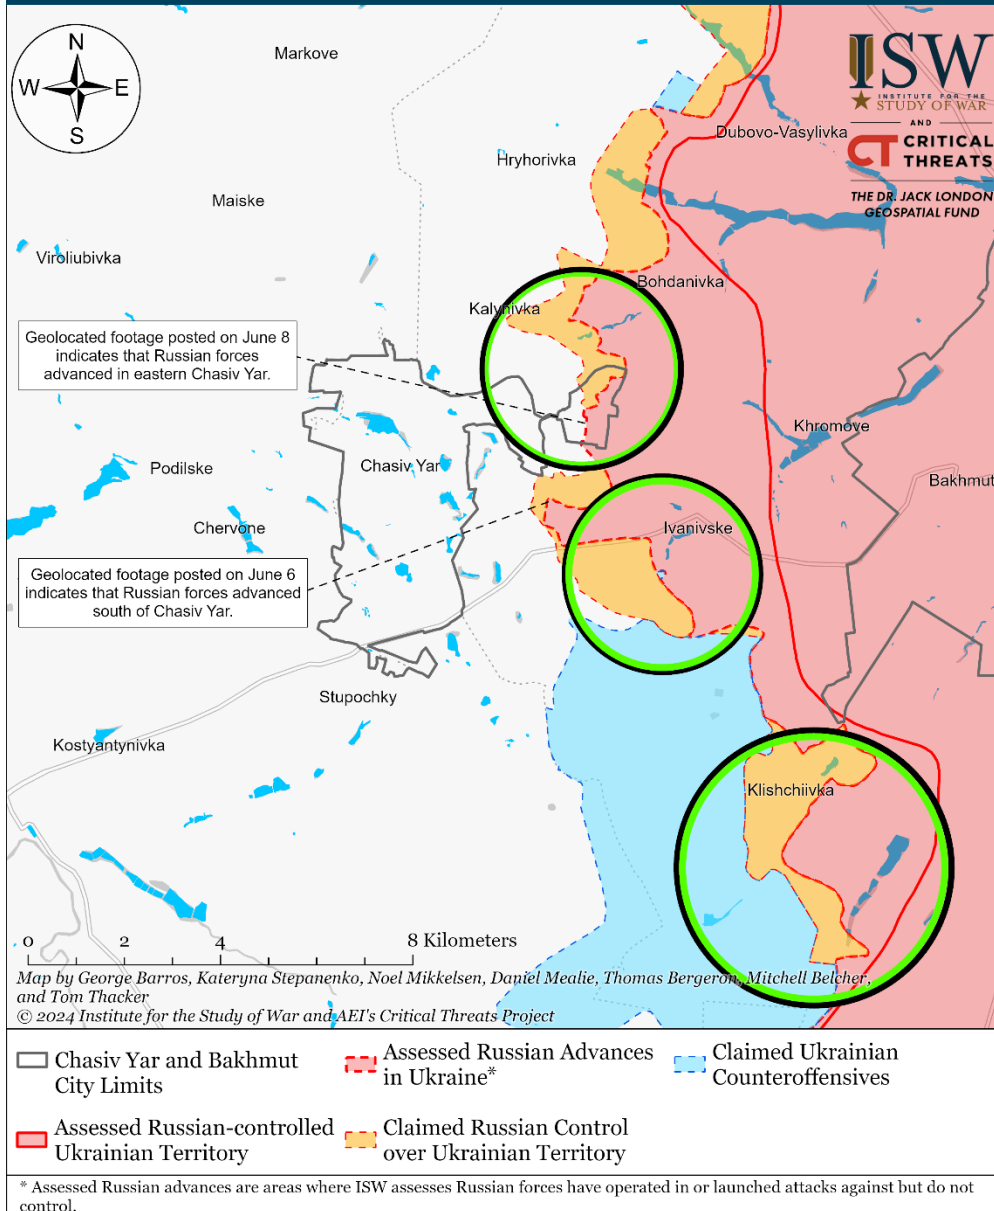 N
W
E
S
Markove
ISW
INSTITUTE FOR THE
STUDY OF WAR
AND
CT CRITICAL
THREATS
THE DR. JACK LONDON
GEOSPATIAL FUND
Dubovo-Vasylivka
Hryhorivka
Maiske
Viroliubivka
Bohdanivka
Kalynivka
Geolocated footage posted on June 8
indicates that Russian forces
advanced in eastern Chasiv Yar.
Khromove
Podilske
Chasiv Yar
Bakhmut
Chervone
Ivanivske
Geolocated footage posted on June 6
indicates that Russian forces advanced
south of Chasiv Yar.
Stupochky
Kostyantynivka
Klishchiivka
0 2 4 8 Kilometers
Map by George Barros, Kateryna Stepanenko, Noel Mikkelsen, Daniel Mealie, Thomas Bergeron, Mitchell Belcher,
and Tom Thacker
© 2024 Institute for the Study of War and AEI's Critical Threats Project
Chasiv Yar and Bakhmut
City Limits
Assessed Russian Advances
in Ukraine*
Claimed Ukrainian
Counteroffensives
Assessed Russian-controlled
Ukrainian Territory
Claimed Russian Control
over Ukrainian Territory
* Assessed Russian advances are areas where ISW assesses Russian forces have operated in or launched attacks against but do not
control.